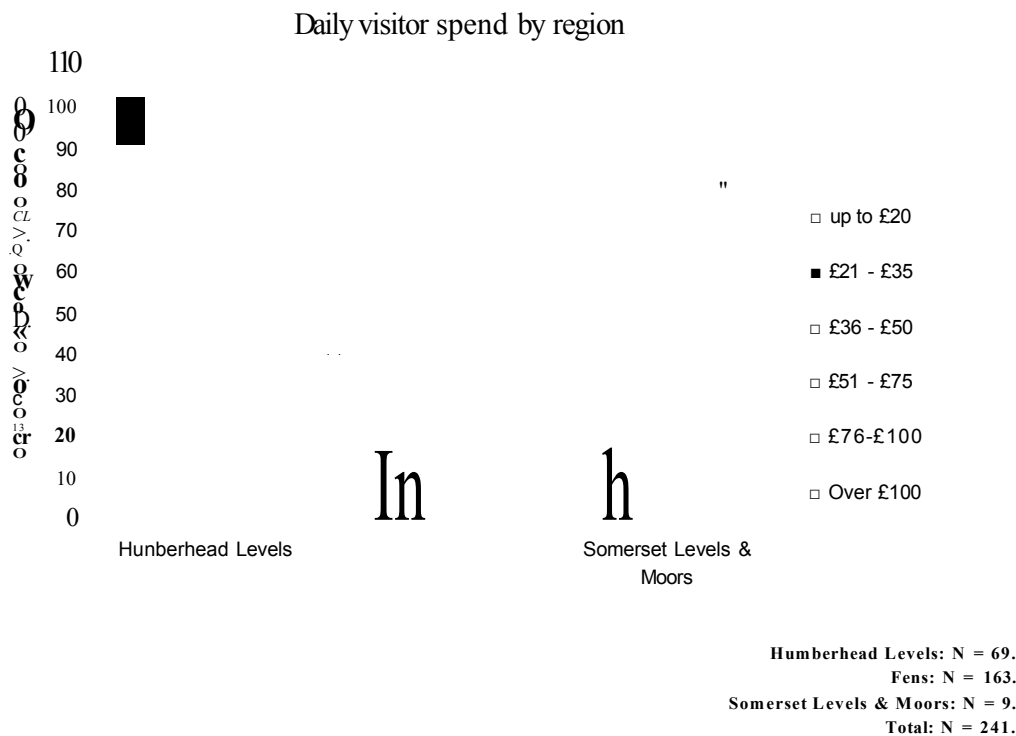 Daily visitor spend by region
110
100
90
80
70
60
50
40
30
20
10
0
"
In
h
Hunberhead Levels
Somerset Levels &
Moors
□ up to £20
■ £21 - £35
□ £36 - £50
□ £51 - £75
□ £76-£100
□ Over £100
Humberhead Levels: N = 69.
Fens: N = 163.
Somerset Levels & Moors: N = 9.
Total: N = 241.